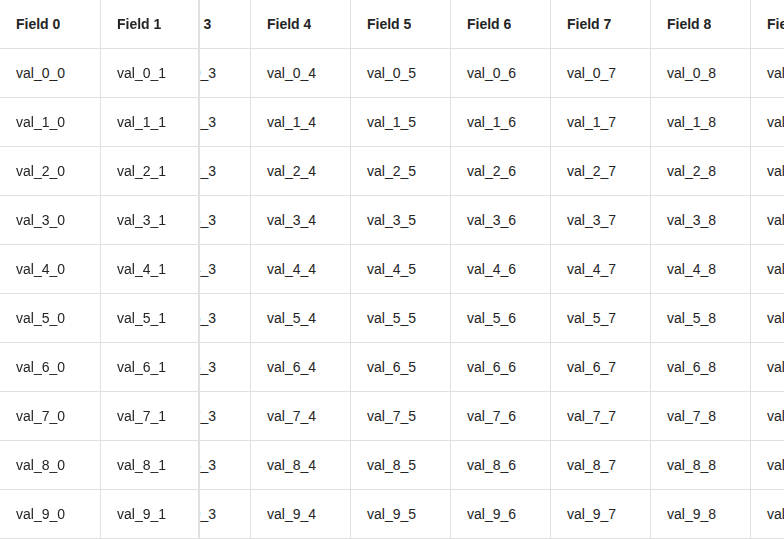 Field 0 Field 1 3 Field 4 Field 5 Field 6 Field 7 Field 8
val_0_0 val_0_1 _3 val_0_4 val_0_5 val_0_6 val_0_7 val_0_8
val_1_0 val_1_1 _3 val_1_4 val_1_5 val_1_6 val_1_7 val_1_8
val_2_0 val_2_1 _3 val_2_4 val_2_5 val_2_6 val_2_7 val_2_8
val_3_0 val_3_1 _3 val_3_4 val_3_5 val_3_6 val_3_7 val_3_8
val_4_0 val_4_1 _3 val_4_4 val_4_5 val_4_6 val_4_7 val_4_8
val_5_0 val_5_1 _3 val_5_4 val_5_5 val_5_6 val_5_7 val_5_8
val_6_0 val_6_1 _3 val_6_4 val_6_5 val_6_6 val_6_7 val_6_8
val_7_0 val_7_1 _3 val_7_4 val_7_5 val_7_6 val_7_7 val_7_8
val_8_0 val_8_1 _3 val_8_4 val_8_5 val_8_6 val_8_7 val_8_8
val_9_0 val_9_1 _3 val_9_4 val_9_5 val_9_6 val_9_7 val_9_8